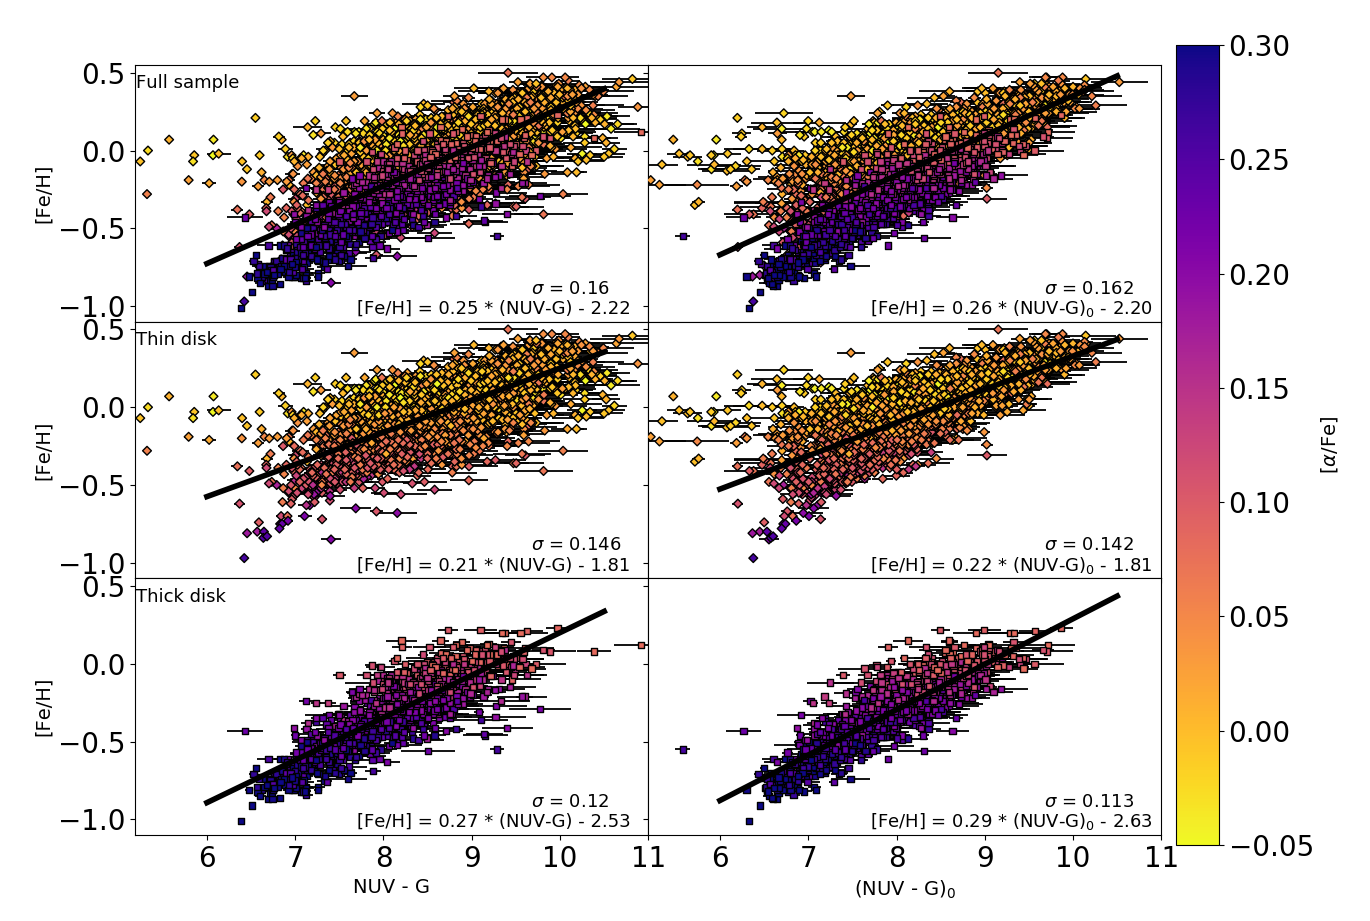 Full sample
0.5
0.0
−0.5
−1.0
[Fe/H]
σ = 0.16
[Fe/H] = 0.25 * (NUV-G) - 2.22
σ = 0.162
[Fe/H] = 0.26 * (NUV-G)₀ - 2.20
Thin disk
0.5
0.0
−0.5
−1.0
[Fe/H]
σ = 0.146
[Fe/H] = 0.21 * (NUV-G) - 1.81
σ = 0.142
[Fe/H] = 0.22 * (NUV-G)₀ - 1.81
Thick disk
0.5
0.0
−0.5
−1.0
[Fe/H]
σ = 0.12
[Fe/H] = 0.27 * (NUV-G) - 2.53
σ = 0.113
[Fe/H] = 0.29 * (NUV-G)₀ - 2.63
6 7 8 9 10 11
6 7 8 9 10 11
NUV - G
(NUV - G)₀
0.30
0.25
0.20
0.15
0.10
0.05
0.00
−0.05
[α/Fe]